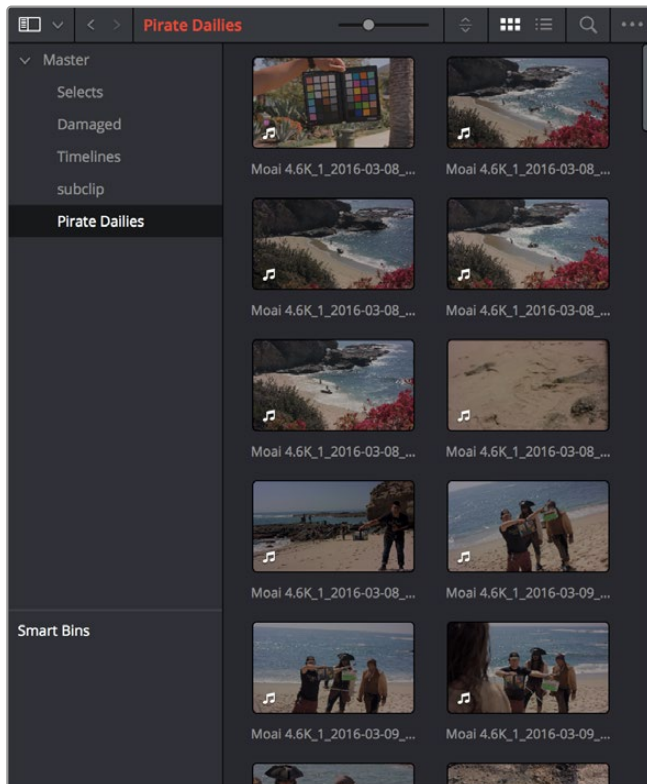 Pirate Dailies
Master
Selects
Damaged
Timelines
subclip
Pirate Dailies
Smart Bins
Moai 4.6K_1_2016-03-08_...
Moai 4.6K_1_2016-03-08_...
Moai 4.6K_1_2016-03-08_...
Moai 4.6K_1_2016-03-08_...
Moai 4.6K_1_2016-03-08_...
Moai 4.6K_1_2016-03-08_...
Moai 4.6K_1_2016-03-08_...
Moai 4.6K_1_2016-03-09_...
Moai 4.6K_1_2016-03-09_...
Moai 4.6K_1_2016-03-09_...